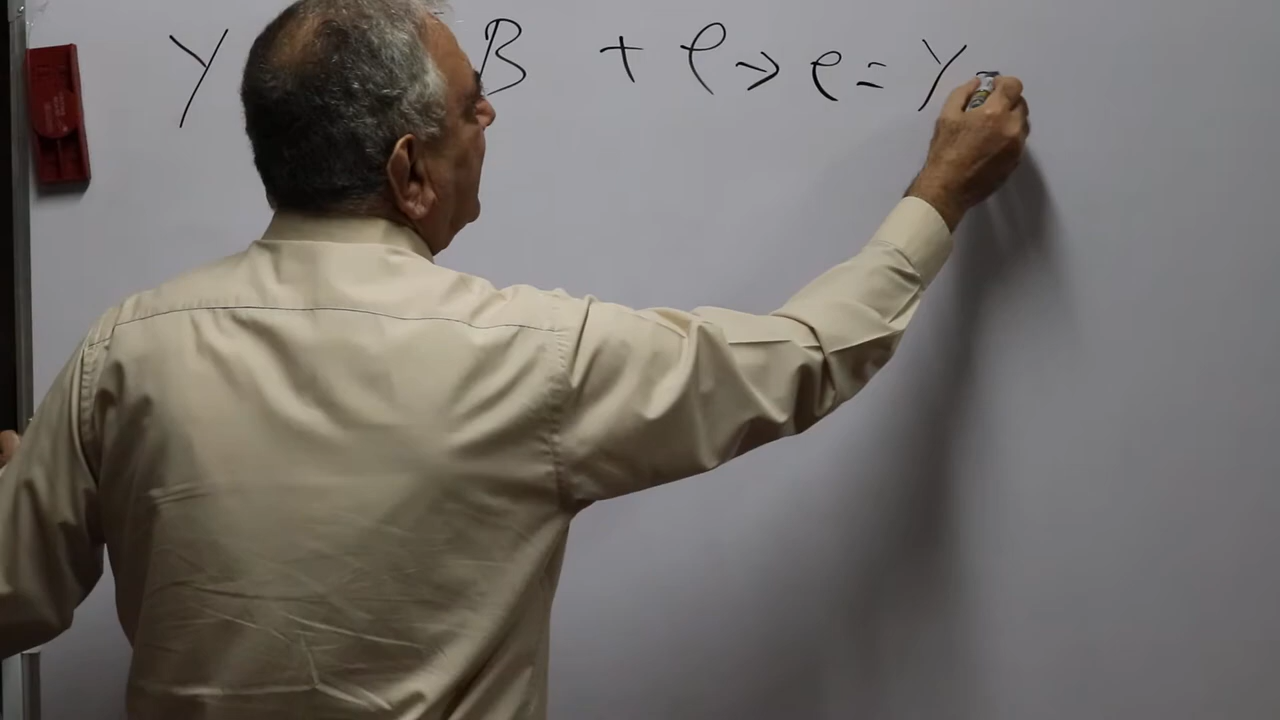 Y B + e → e = Y